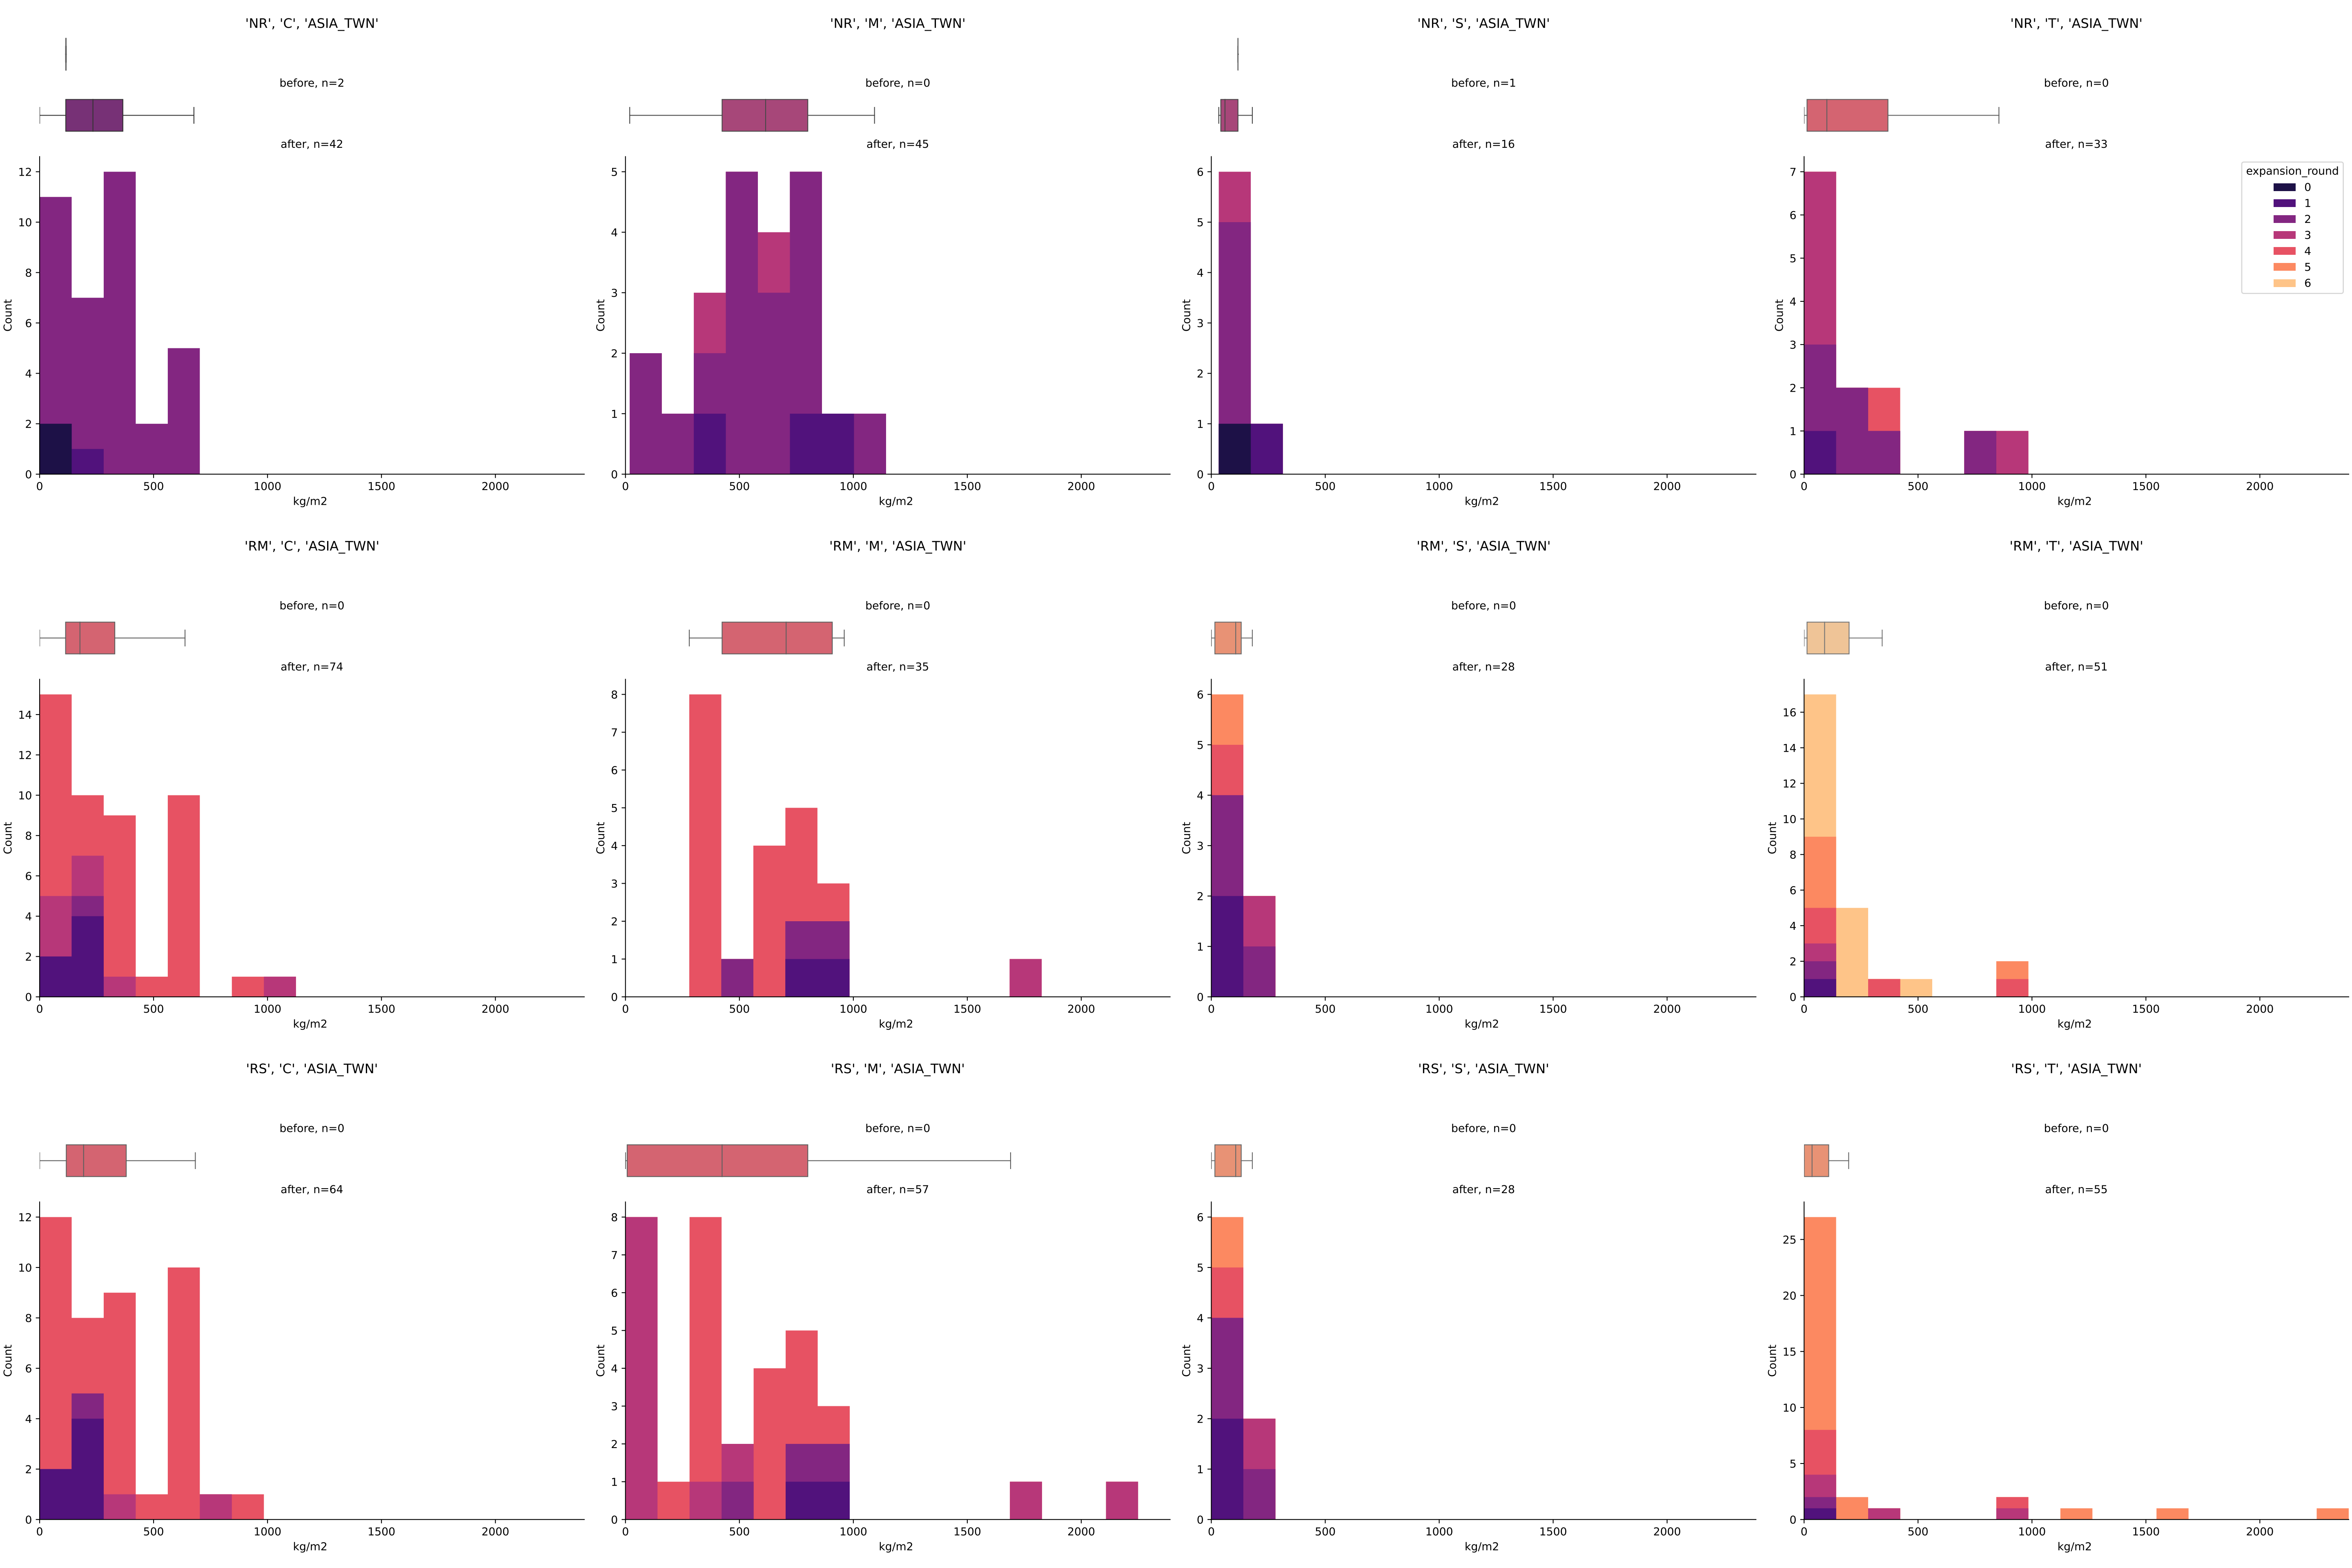 'NR', 'C', 'ASIA_TWN'
before, n=2
after, n=42
12
10
8
6
4
2
0
Count
0 500 1000 1500 2000
kg/m2
'NR', 'M', 'ASIA_TWN'
before, n=0
after, n=45
5
4
3
2
1
0
Count
0 500 1000 1500 2000
kg/m2
'NR', 'S', 'ASIA_TWN'
before, n=1
after, n=16
6
5
4
3
2
1
0
Count
0 500 1000 1500 2000
kg/m2
'NR', 'T', 'ASIA_TWN'
before, n=0
after, n=33
7
6
5
4
3
2
1
0
Count
0 500 1000 1500 2000
kg/m2
expansion_round
0
1
2
3
4
5
6
'RM', 'C', 'ASIA_TWN'
before, n=0
after, n=74
14
12
10
8
6
4
2
0
Count
0 500 1000 1500 2000
kg/m2
'RM', 'M', 'ASIA_TWN'
before, n=0
after, n=35
8
7
6
5
4
3
2
1
0
Count
0 500 1000 1500 2000
kg/m2
'RM', 'S', 'ASIA_TWN'
before, n=0
after, n=28
6
5
4
3
2
1
0
Count
0 500 1000 1500 2000
kg/m2
'RM', 'T', 'ASIA_TWN'
before, n=0
after, n=51
16
14
12
10
8
6
4
2
0
Count
0 500 1000 1500 2000
kg/m2
'RS', 'C', 'ASIA_TWN'
before, n=0
after, n=64
12
10
8
6
4
2
0
Count
0 500 1000 1500 2000
kg/m2
'RS', 'M', 'ASIA_TWN'
before, n=0
after, n=57
8
7
6
5
4
3
2
1
0
Count
0 500 1000 1500 2000
kg/m2
'RS', 'S', 'ASIA_TWN'
before, n=0
after, n=28
6
5
4
3
2
1
0
Count
0 500 1000 1500 2000
kg/m2
'RS', 'T', 'ASIA_TWN'
before, n=0
after, n=55
25
20
15
10
5
0
Count
0 500 1000 1500 2000
kg/m2